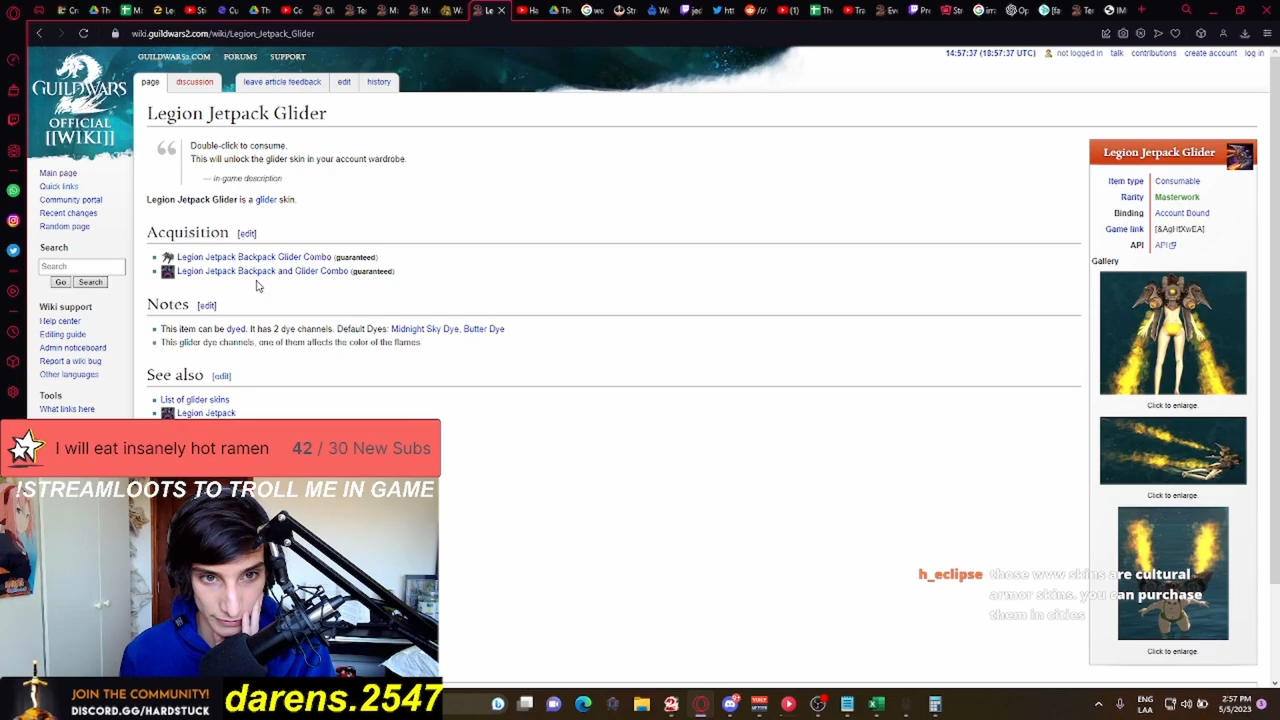 wiki.guildwars2.com/wiki/Legion_Jetpack_Glider
GUILDWARS2.COM FORUMS SUPPORT
14:57:37 (18:57:37 UTC) not logged in talk contributions create account log in
page discussion leave article feedback edit history
GUILDWARS
OFFICIAL
[[WIKI]]
Main page
Quick links
Community portal
Recent changes
Random page
Search
Search
Go Search
Wiki support
Help center
Editing guide
Admin noticeboard
Report a wiki bug
Other languages
Tools
What links here
Legion Jetpack Glider
Double-click to consume.
This will unlock the glider skin in your account wardrobe.
— in-game description
Legion Jetpack Glider is a glider skin.
Acquisition [edit]
Legion Jetpack Backpack Glider Combo (guaranteed)
Legion Jetpack Backpack and Glider Combo (guaranteed)
Notes [edit]
This item can be dyed. It has 2 dye channels. Default Dyes: Midnight Sky Dye, Butter Dye
This glider dye channels, one of them affects the color of the flames.
See also [edit]
List of glider skins
Legion Jetpack
Legion Jetpack Glider
Item type Consumable
Rarity Masterwork
Binding Account Bound
Game link
API API
Gallery
Click to enlarge.
Click to enlarge.
Click to enlarge.
I will eat insanely hot ramen 42 / 30 New Subs
!STREAMLOOTS TO TROLL ME IN GAME
h_eclipse those www skins are cultural
armor skins. you can purchase
them in cities
JOIN THE COMMUNITY!
DISCORD.GG/HARDSTUCK
darens.2547
ENG
LAA
2:57 PM
5/5/2023